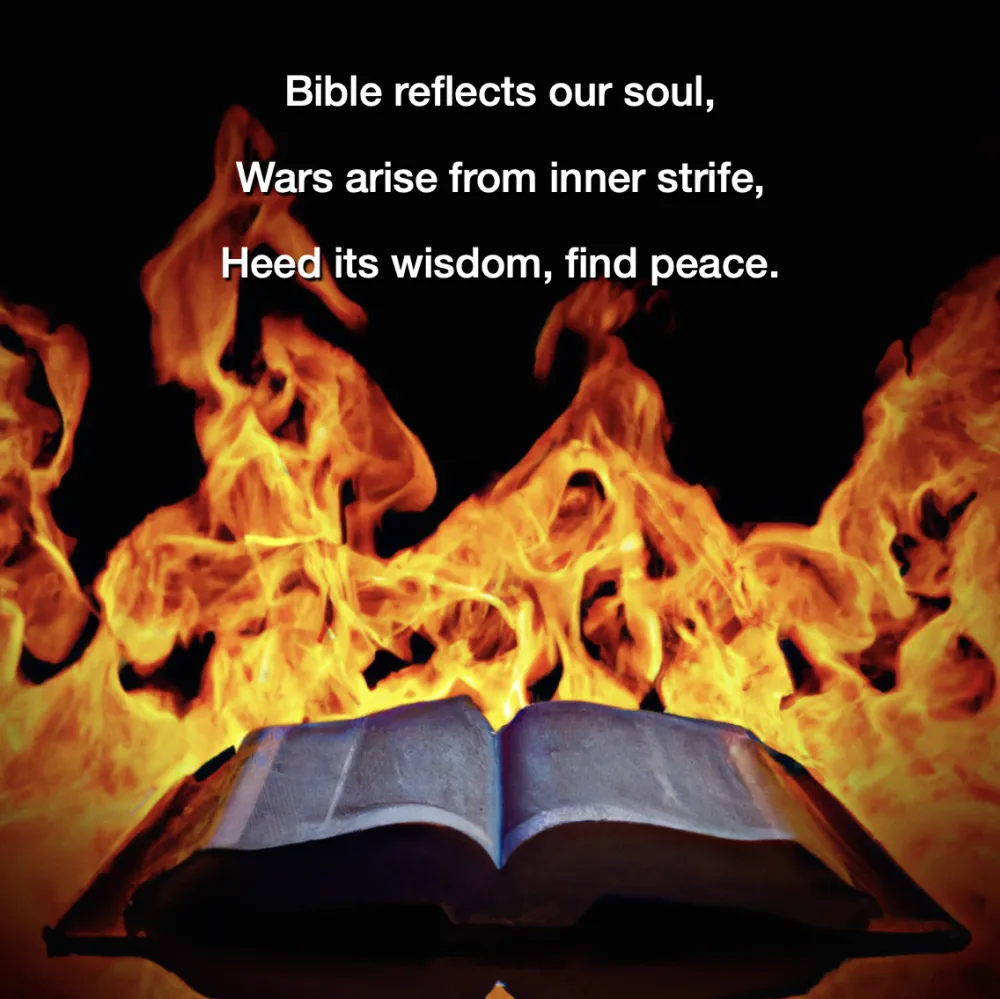 Bible reflects our soul,
Wars arise from inner strife,
Heed its wisdom, find peace.